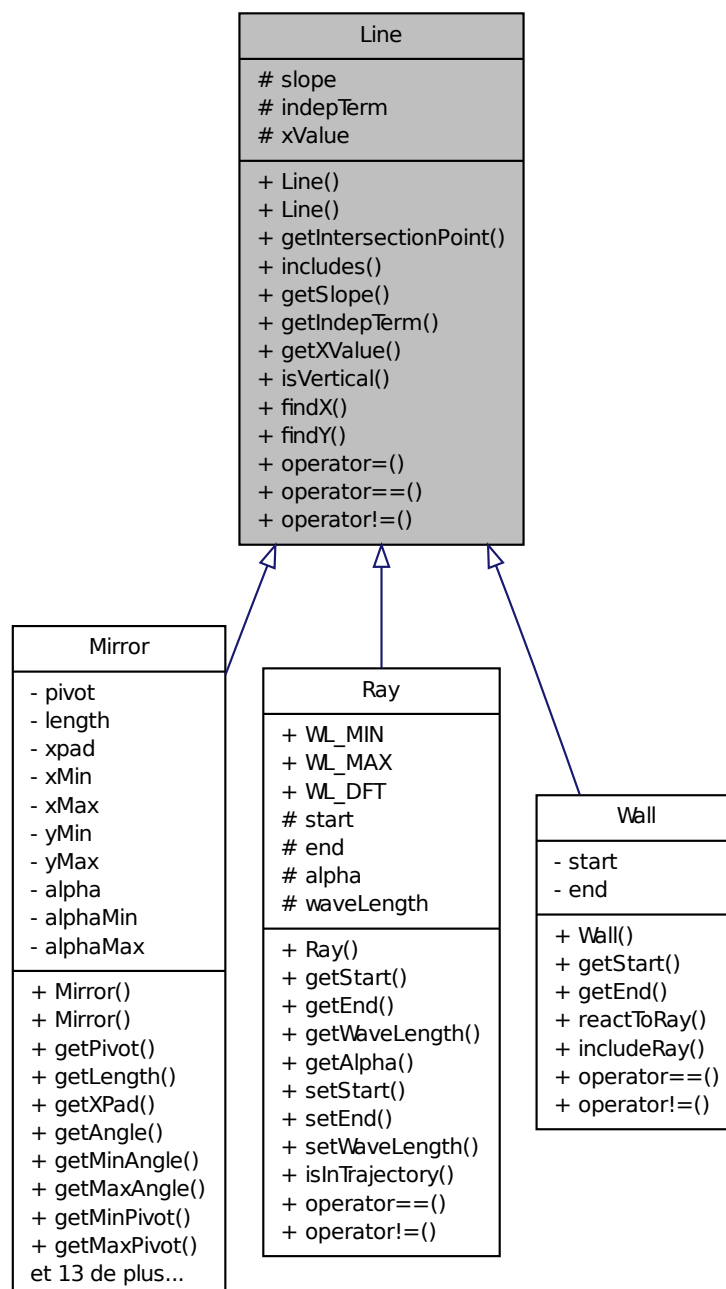 Line
# slope
# indepTerm
# xValue
+ Line()
+ Line()
+ getIntersectionPoint()
+ includes()
+ getSlope()
+ getIndepTerm()
+ getXValue()
+ isVertical()
+ findX()
+ findY()
+ operator=()
+ operator==()
+ operator!=()
Mirror
- pivot
- length
- xpad
- xMin
- xMax
- yMin
- yMax
- alpha
- alphaMin
- alphaMax
+ Mirror()
+ Mirror()
+ getPivot()
+ getLength()
+ getXPad()
+ getAngle()
+ getMinAngle()
+ getMaxAngle()
+ getMinPivot()
+ getMaxPivot()
et 13 de plus...
Ray
+ WL_MIN
+ WL_MAX
+ WL_DFT
# start
# end
# alpha
# waveLength
+ Ray()
+ getStart()
+ getEnd()
+ getWaveLength()
+ getAlpha()
+ setStart()
+ setEnd()
+ setWaveLength()
+ isInTrajectory()
+ operator==()
+ operator!=()
Wall
- start
- end
+ Wall()
+ getStart()
+ getEnd()
+ reactToRay()
+ includeRay()
+ operator==()
+ operator!=()